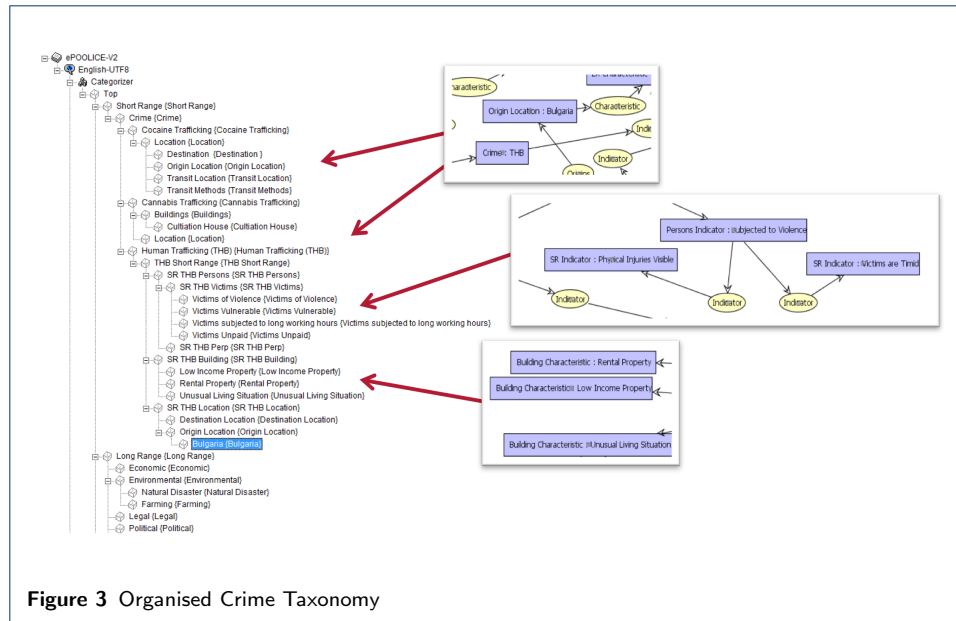 ePOOLICE-V2
English-UTF8
Categorizer
Top
Short Range {Short Range}
Crime {Crime}
Cocaine Trafficking {Cocaine Trafficking}
Location {Location}
Destination {Destination }
Origin Location {Origin Location}
Transit Location {Transit Location}
Transit Methods {Transit Methods}
Cannabis Trafficking {Cannabis Trafficking}
Buildings {Buildings}
Cultiation House {Cultiation House}
Location {Location}
Human Trafficking (THB) {Human Trafficking (THB)}
THB Short Range {THB Short Range}
SR THB Persons {SR THB Persons}
SR THB Victims {SR THB Victims}
Victims of Violence {Victims of Violence}
Victims Vulnerable {Victims Vulnerable}
Victims subjected to long working hours {Victims subjected to long working hours}
Victims Unpaid {Victims Unpaid}
SR THB Perp {SR THB Perp}
SR THB Building {SR THB Building}
Low Income Property {Low Income Property}
Rental Property {Rental Property}
Unusual Living Situation {Unusual Living Situation}
SR THB Location {SR THB Location}
Destination Location {Destination Location}
Origin Location {Origin Location}
Bulgaria {Bulgaria}
Long Range {Long Range}
Economic {Economic}
Environmental {Environmental}
Natural Disaster {Natural Disaster}
Farming {Farming}
Legal {Legal}
Political {Political}
Origin Location : Bulgaria
Characteristic
Crime : THB
Indicator
Persons Indicator : Subjected to Violence
SR Indicator : Physical Injuries Visible
SR Indicator : Victims are Timid
Indicator
Indicator
Indicator
Building Characteristic : Rental Property
Building Characteristic : Low Income Property
Building Characteristic : Unusual Living Situation
Figure 3 Organised Crime Taxonomy